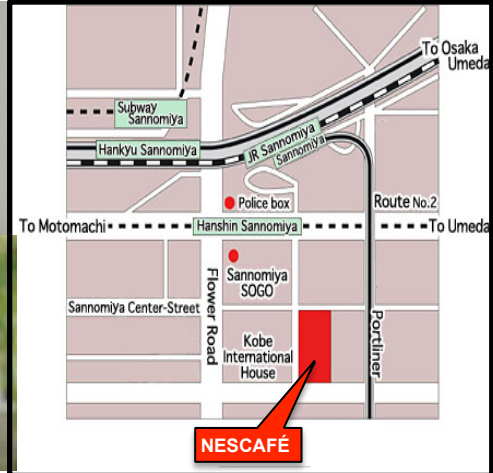 To Osaka
Umeda
Subway
Sannomiya
Hankyu Sannomiya
JR Sannomiya
Sannomiya
Police box
Route No.2
To Motomachi
Hanshin Sannomiya
To Umeda
Sannomiya
SOGO
Flower Road
Sannomiya Center-Street
Portliner
Kobe
International
House
NESCAFÉ